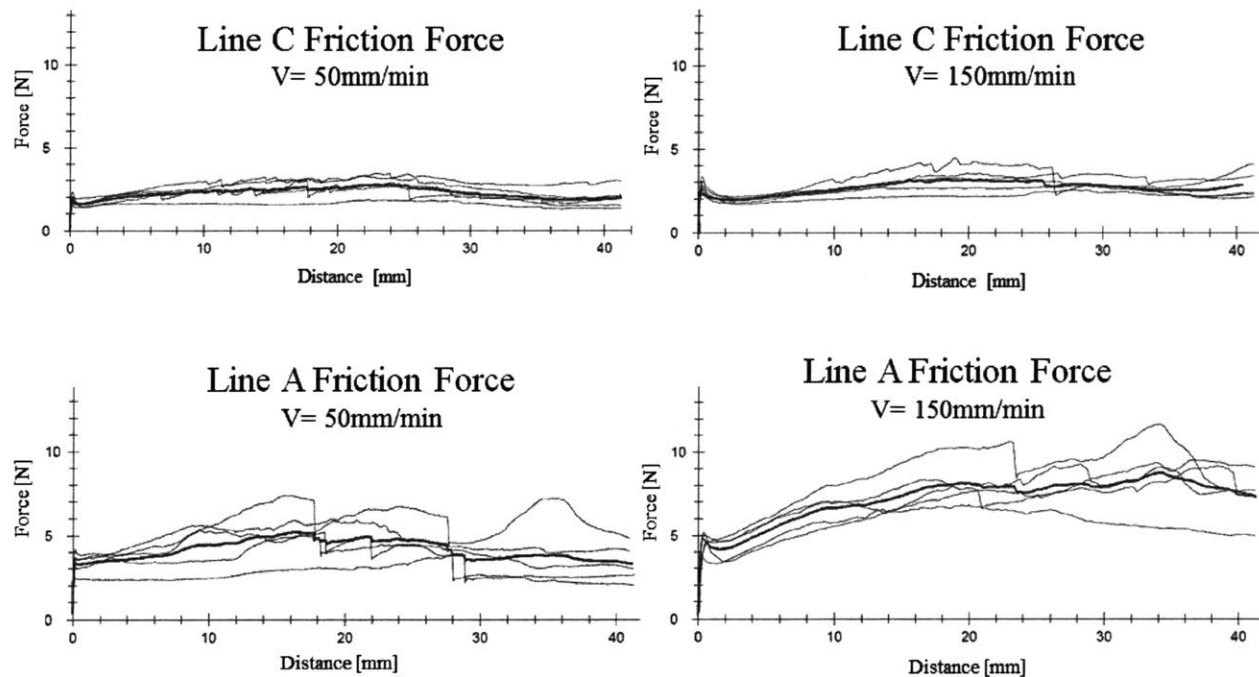 Line C Friction Force
V= 50mm/min
Force [N]
10
5
0
0 10 20 30 40
Distance [mm]
Line C Friction Force
V= 150mm/min
Force [N]
10
5
0
0 10 20 30 40
Distance [mm]
Line A Friction Force
V= 50mm/min
Force [N]
10
5
0
0 10 20 30 40
Distance [mm]
Line A Friction Force
V= 150mm/min
Force [N]
10
5
0
0 10 20 30 40
Distance [mm]